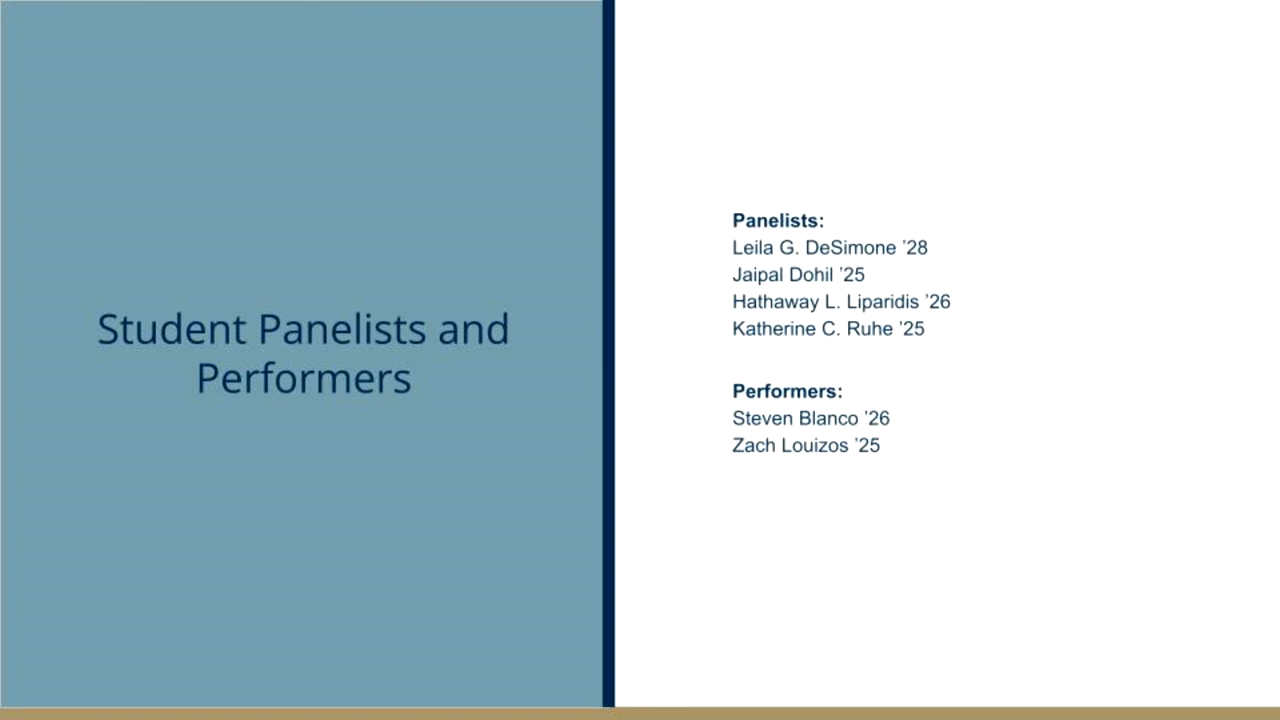 Student Panelists and
Performers
Panelists:
Leila G. DeSimone ’28
Jaipal Dohil ’25
Hathaway L. Liparidis ’26
Katherine C. Ruhe ’25
Performers:
Steven Blanco ’26
Zach Louizos ’25